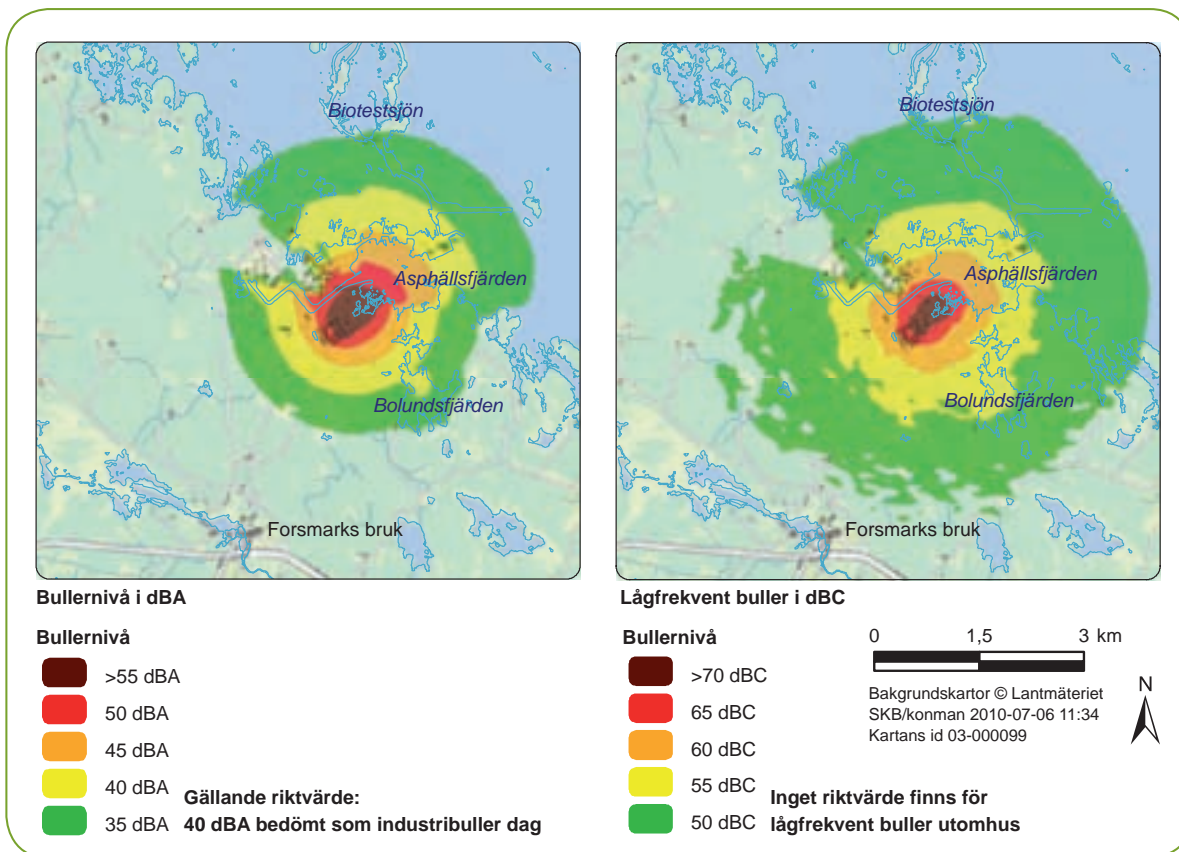 Biotestsjön
Asphällsfjärden
Bolundsfjärden
Forsmarks bruk
Bullernivå i dBA
Bullernivå
>55 dBA
50 dBA
45 dBA
40 dBA
35 dBA
Gällande riktvärde:
40 dBA bedömt som industribuller dag
Biotestsjön
Asphällsfjärden
Bolundsfjärden
Forsmarks bruk
Lågfrekvent buller i dBC
Bullernivå
>70 dBC
65 dBC
60 dBC
55 dBC
50 dBC
0 1,5 3 km
Bakgrundskartor © Lantmäteriet
SKB/konman 2010-07-06 11:34
Kartans id 03-000099
N
Inget riktvärde finns för
lågfrekvent buller utomhus